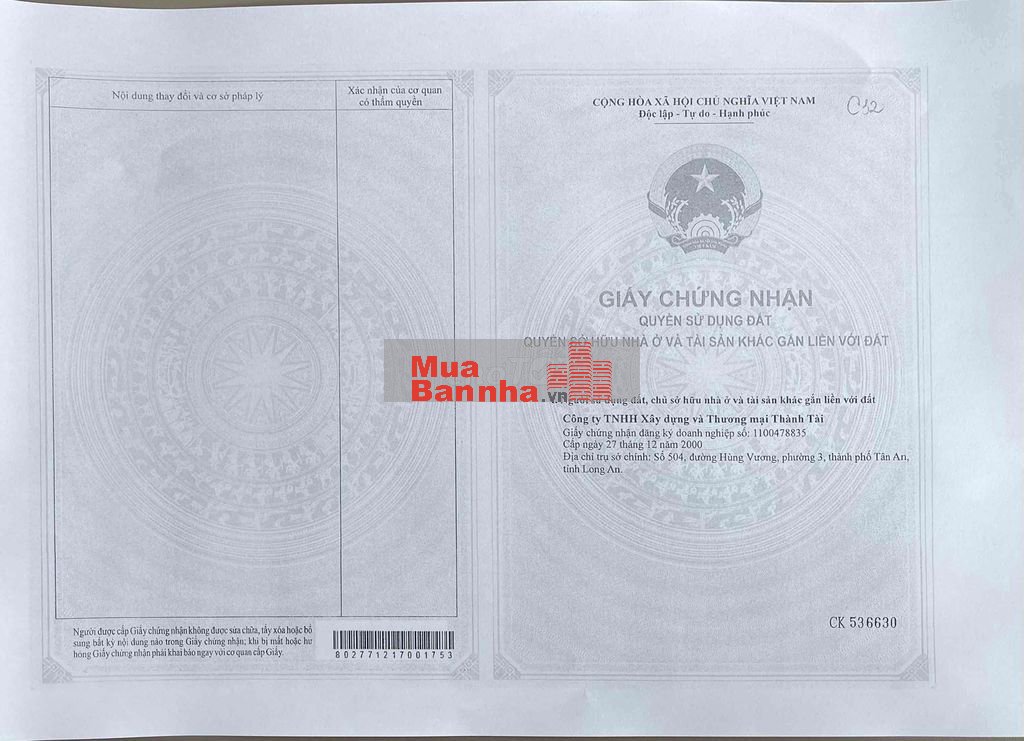 Nội dung thay đổi và cơ sở pháp lý
Xác nhận của cơ quan
có thẩm quyền
Người được cấp Giấy chứng nhận không được sửa chữa, tẩy xóa hoặc bổ
sung bất kỳ nội dung nào trong Giấy chứng nhận; khi bị mất hoặc hư
hỏng Giấy chứng nhận phải khai báo ngay với cơ quan cấp Giấy.
802771217001753
CỘNG HÒA XÃ HỘI CHỦ NGHĨA VIỆT NAM
Độc lập - Tự do - Hạnh phúc
C32
VIỆT NAM
GIẤY CHỨNG NHẬN
QUYỀN SỬ DỤNG ĐẤT
QUYỀN SỞ HỮU NHÀ Ở VÀ TÀI SẢN KHÁC GẮN LIỀN VỚI ĐẤT
Mua
Bannha.vn
dụng đất, chủ sở hữu nhà ở và tài sản khác gắn liền với đất
Công ty TNHH Xây dựng và Thương mại Thành Tài
Giấy chứng nhận đăng ký doanh nghiệp số: 1100478835
Cấp ngày 27 tháng 12 năm 2000
Địa chỉ trụ sở chính: Số 504, đường Hùng Vương, phường 3, thành phố Tân An,
tỉnh Long An.
CK 536630